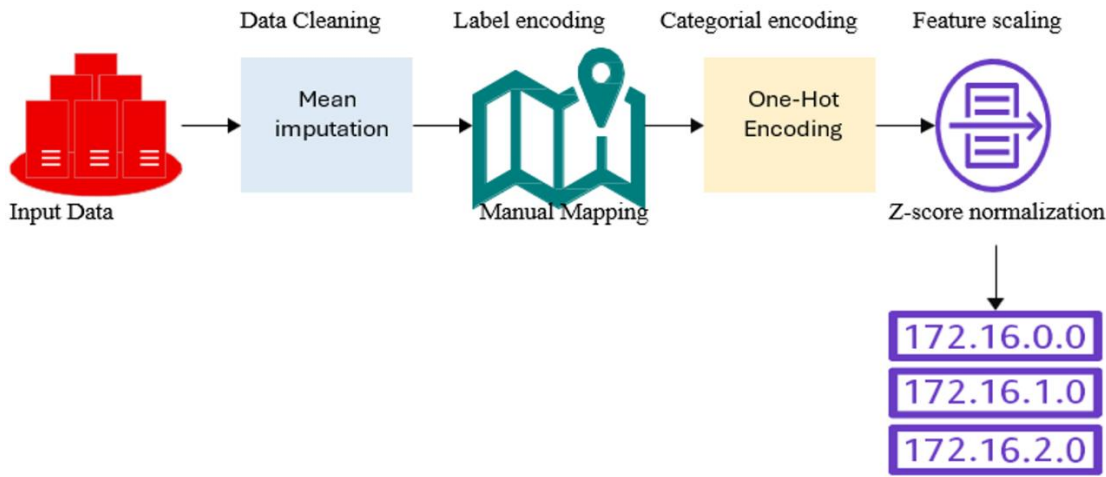 Data Cleaning
Label encoding
Categorial encoding
Feature scaling
Mean
imputation
One-Hot
Encoding
Input Data
Manual Mapping
Z-score normalization
172.16.0.0
172.16.1.0
172.16.2.0